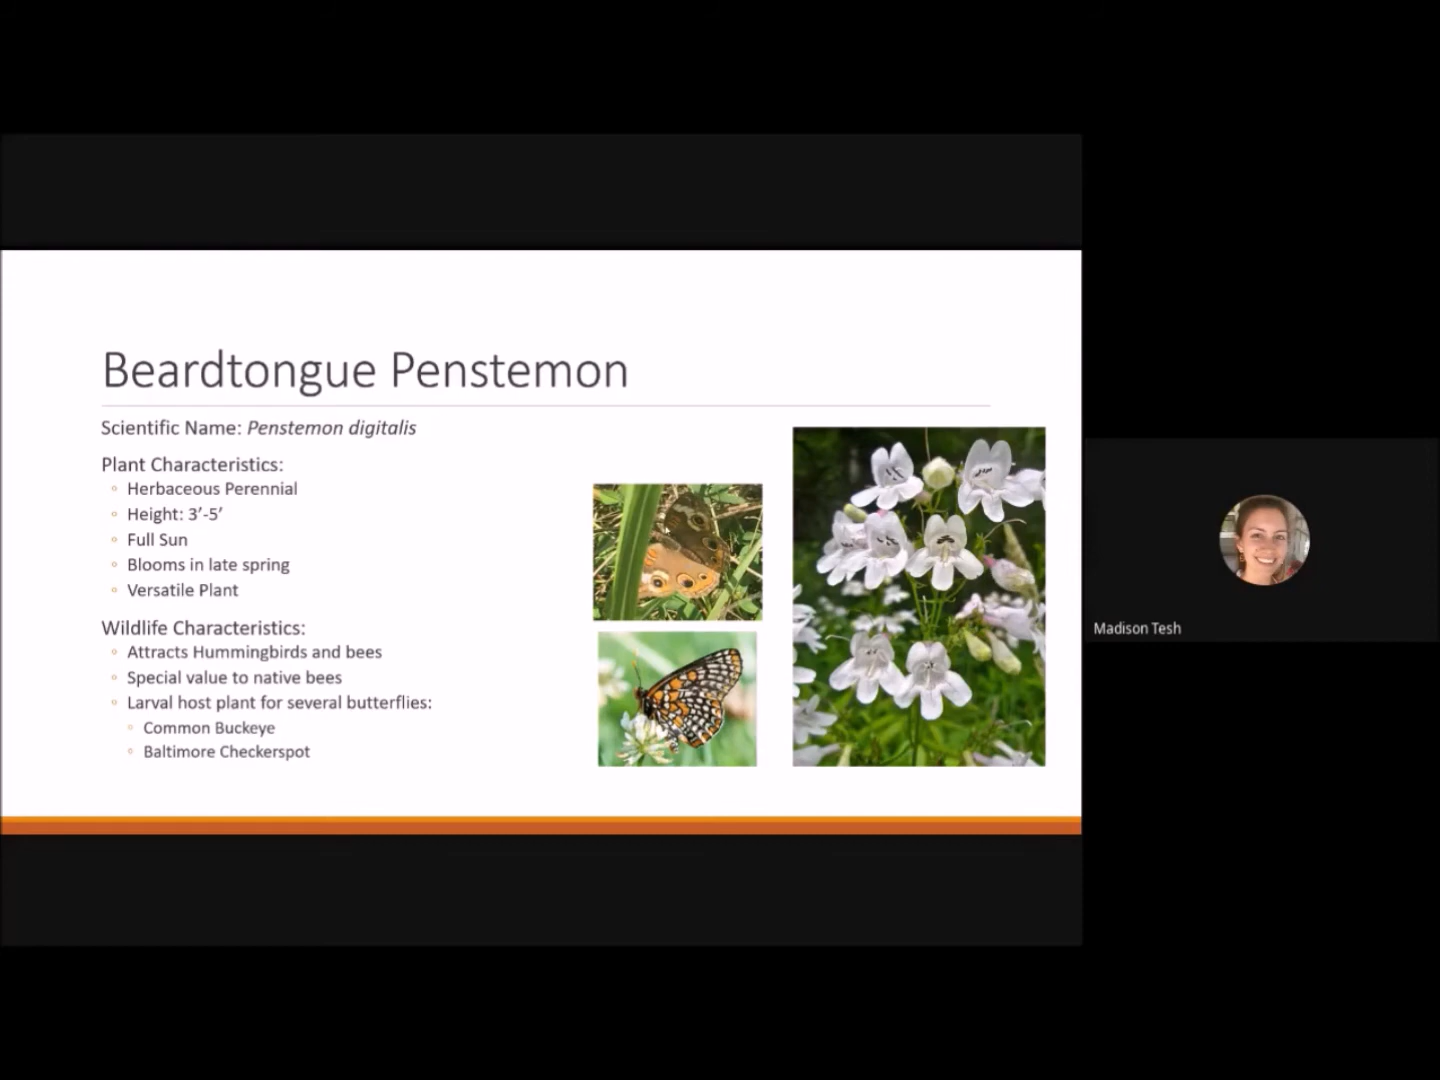 Beardtongue Penstemon
Scientific Name: Penstemon digitalis
Plant Characteristics:
◦ Herbaceous Perennial
◦ Height: 3’-5’
◦ Full Sun
◦ Blooms in late spring
◦ Versatile Plant
Wildlife Characteristics:
◦ Attracts Hummingbirds and bees
◦ Special value to native bees
◦ Larval host plant for several butterflies:
◦ Common Buckeye
◦ Baltimore Checkerspot
Madison Tesh